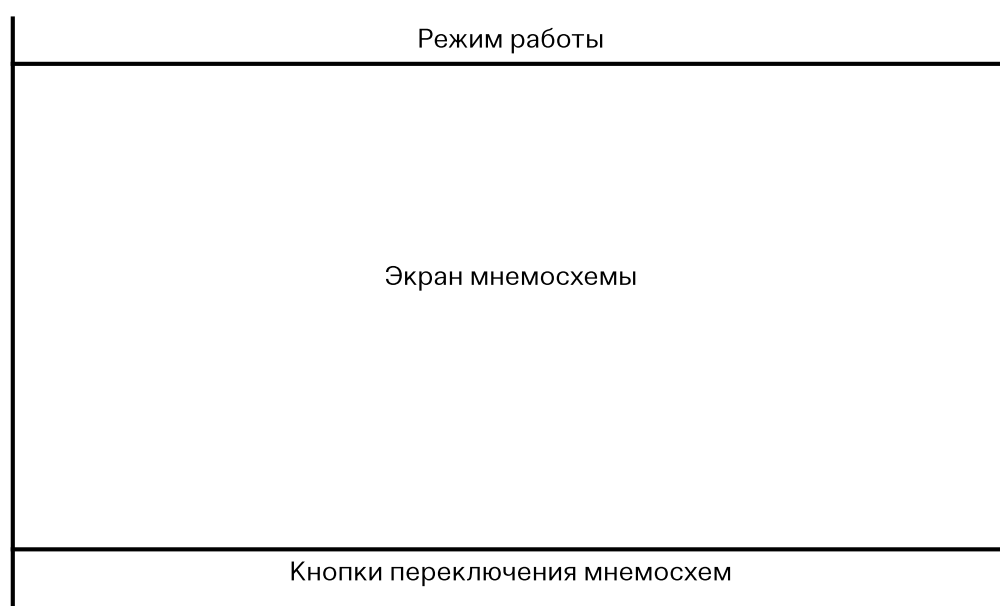 Режим работы
Экран мнемосхемы
Кнопки переключения мнемосхем